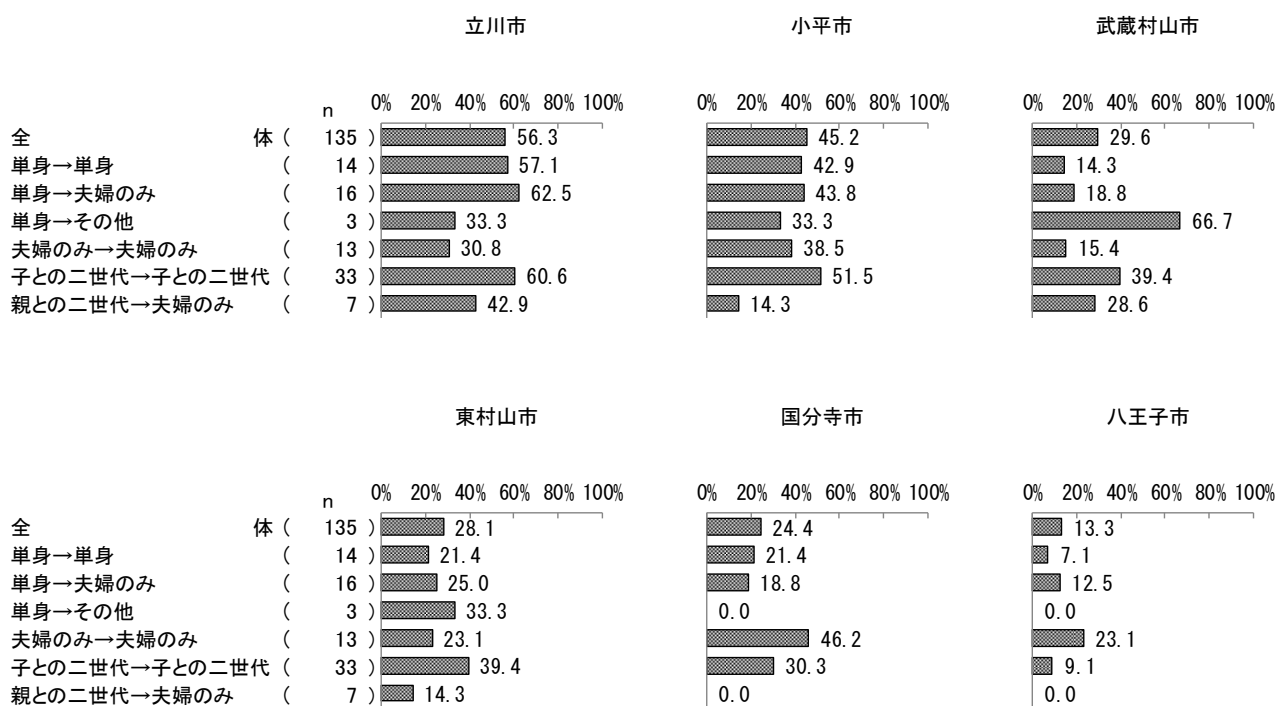 立川市 小平市 武蔵村山市
n 0% 20% 40% 60% 80% 100% 0% 20% 40% 60% 80% 100% 0% 20% 40% 60% 80% 100%
全 体 ( 135 ) 56.3 45.2 29.6
単身→単身 ( 14 ) 57.1 42.9 14.3
単身→夫婦のみ ( 16 ) 62.5 43.8 18.8
単身→その他 ( 3 ) 33.3 33.3 66.7
夫婦のみ→夫婦のみ ( 13 ) 30.8 38.5 15.4
子との二世代→子との二世代 ( 33 ) 60.6 51.5 39.4
親との二世代→夫婦のみ ( 7 ) 42.9 14.3 28.6
東村山市 国分寺市 八王子市
n 0% 20% 40% 60% 80% 100% 0% 20% 40% 60% 80% 100% 0% 20% 40% 60% 80% 100%
全 体 ( 135 ) 28.1 24.4 13.3
単身→単身 ( 14 ) 21.4 21.4 7.1
単身→夫婦のみ ( 16 ) 25.0 18.8 12.5
単身→その他 ( 3 ) 33.3 0.0 0.0
夫婦のみ→夫婦のみ ( 13 ) 23.1 46.2 23.1
子との二世代→子との二世代 ( 33 ) 39.4 30.3 9.1
親との二世代→夫婦のみ ( 7 ) 14.3 0.0 0.0